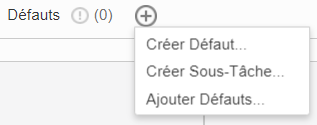 Défauts (0)
Créer Défaut...
Créer Sous-Tâche...
Ajouter Défauts...